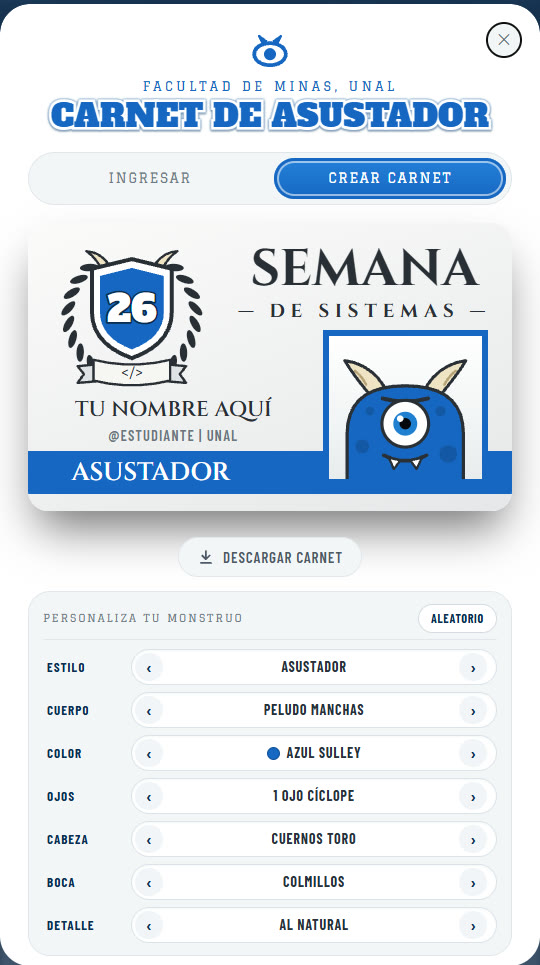 FACULTAD DE MINAS, UNAL
CARNET DE ASUSTADOR
INGRESAR
CREAR CARNET
26
</>
SEMANA
— DE SISTEMAS —
TU NOMBRE AQUÍ
@ESTUDIANTE | UNAL
ASUSTADOR
DESCARGAR CARNET
PERSONALIZA TU MONSTRUO
ALEATORIO
ESTILO ‹ ASUSTADOR ›
CUERPO ‹ PELUDO MANCHAS ›
COLOR ‹ AZUL SULLEY ›
OJOS ‹ 1 OJO CÍCLOPE ›
CABEZA ‹ CUERNOS TORO ›
BOCA ‹ COLMILLOS ›
DETALLE ‹ AL NATURAL ›